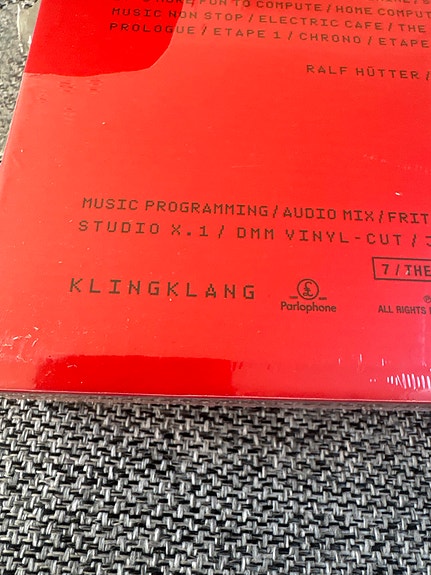 FUN TO COMPUTE / HOME COMPUT
MUSIC NON STOP / ELECTRIC CAFE / THE
PROLOGUE / ETAPE 1 / CHRONO / ETAPE
RALF HÜTTER /
MUSIC PROGRAMMING / AUDIO MIX / FRIT
STUDIO X.1 / DMM VINYL-CUT /
7 / THE
KLINGKLANG
£
Parlophone
℗
ALL RIGHTS